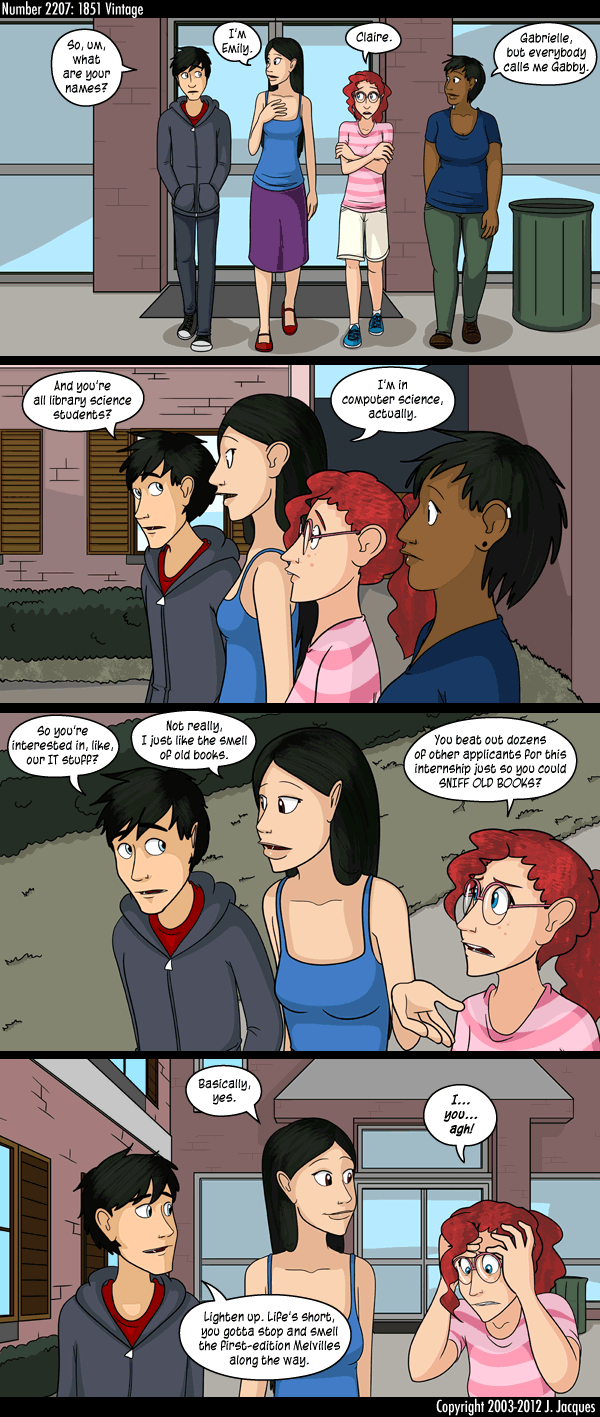 Number 2207: 1851 Vintage
So, um,
what
are your
names?
I'm
Emily.
Claire.
Gabrielle,
but everybody
calls me Gabby.
And you're
all library science
students?
I'm in
computer science,
actually.
So you're
interested in, like,
our IT stuff?
Not really,
I just like the smell
of old books.
You beat out dozens
of other applicants for this
internship just so you could
SNIFF OLD BOOKS?
Basically,
yes.
I...
you...
agh!
Lighten up. Life's short,
you gotta stop and smell
the first-edition Melvilles
along the way.
Copyright 2003-2012 J. Jacques